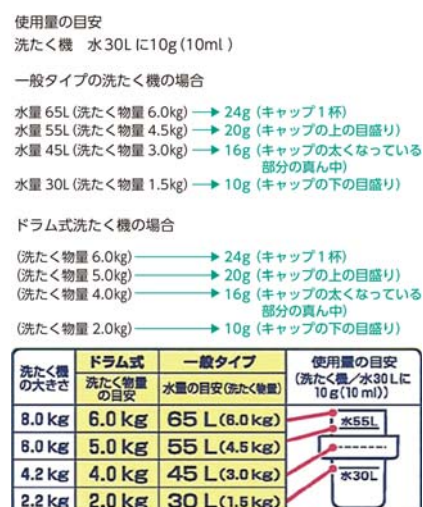 使用量の目安
洗たく機 水30Lに10g(10ml)
一般タイプの洗たく機の場合
水量 65L(洗たく物量 6.0kg) → 24g (キャップ1杯)
水量 55L(洗たく物量 4.5kg) → 20g (キャップの上の目盛り)
水量 45L(洗たく物量 3.0kg) → 16g (キャップの太くなっている
部分の真ん中)
水量 30L(洗たく物量 1.5kg) → 10g (キャップの下の目盛り)
ドラム式洗たく機の場合
(洗たく物量 6.0kg) → 24g (キャップ1杯)
(洗たく物量 5.0kg) → 20g (キャップの上の目盛り)
(洗たく物量 4.0kg) → 16g (キャップの太くなっている
部分の真ん中)
(洗たく物量 2.0kg) → 10g (キャップの下の目盛り)
洗たく機の大きさ ドラム式 洗たく物量の目安 一般タイプ 水量の目安(洗たく物量) 使用量の目安 (洗たく機/水30Lに10g(10ml))
8.0kg 6.0kg 65L(6.0kg) 水55L
6.0kg 5.0kg 55L(4.5kg)
4.2kg 4.0kg 45L(3.0kg) 水30L
2.2kg 2.0kg 30L(1.5kg)